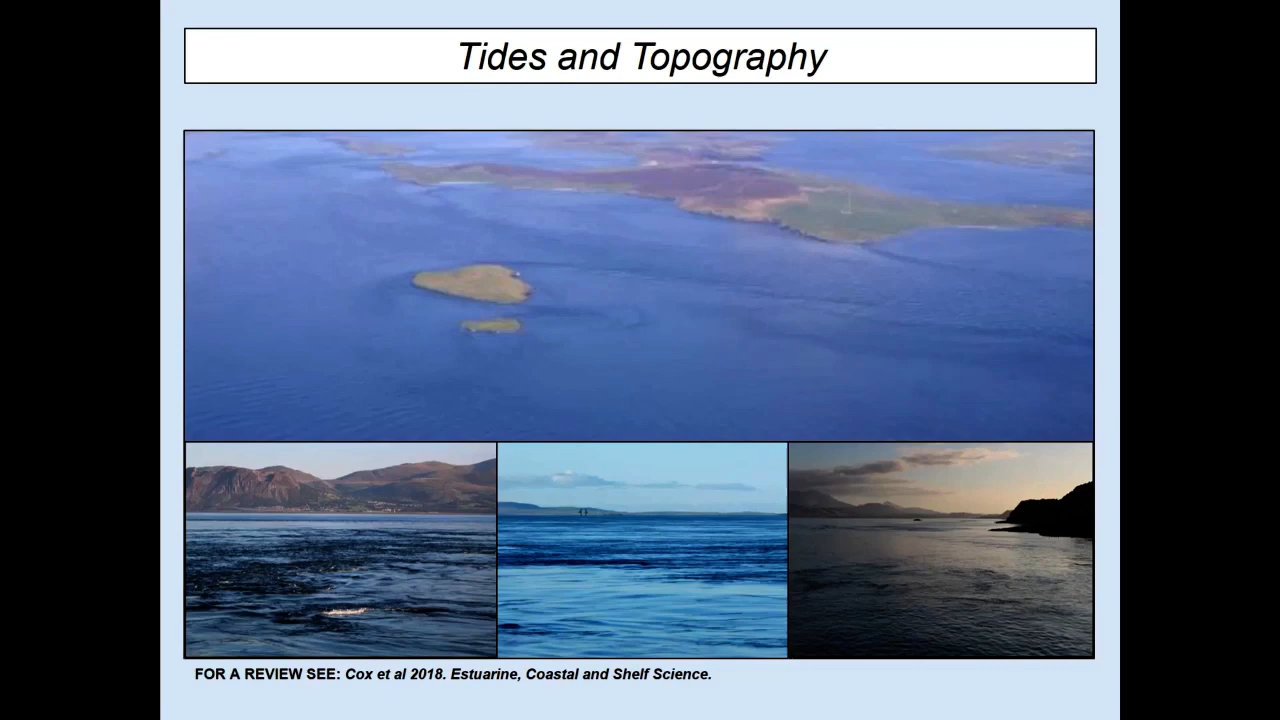 Tides and Topography
FOR A REVIEW SEE: Cox et al 2018. Estuarine, Coastal and Shelf Science.